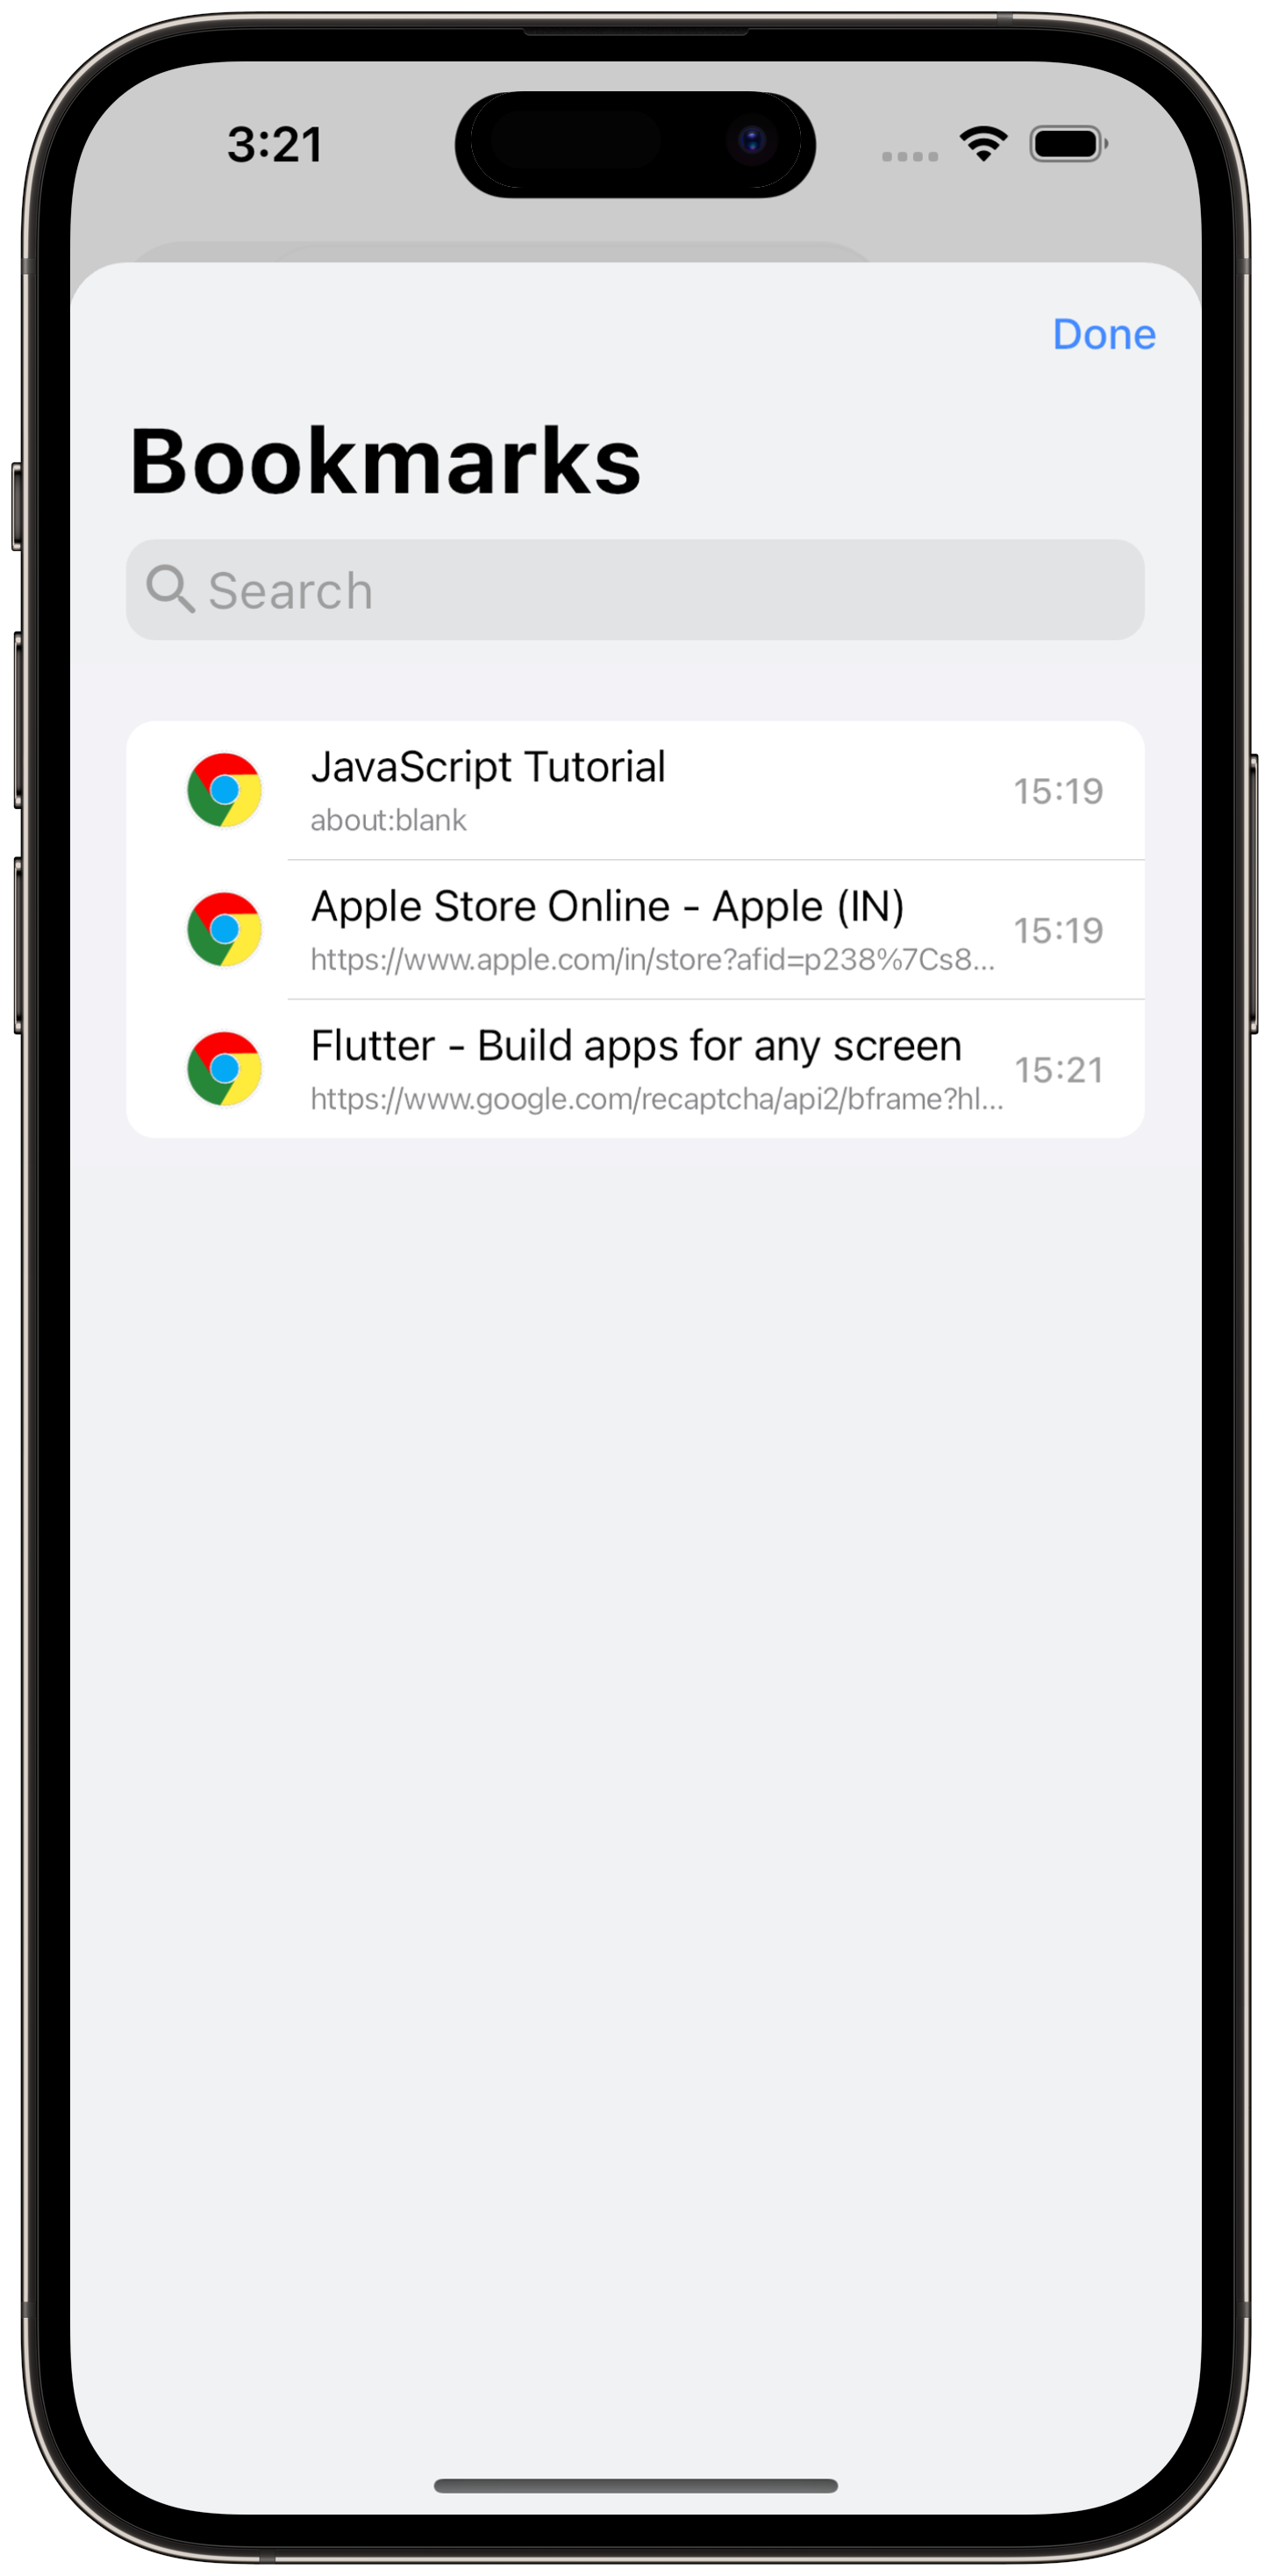 3:21
Done
Bookmarks
Search
JavaScript Tutorial
about:blank
15:19
Apple Store Online - Apple (IN)
https://www.apple.com/in/store?afid=p238%7Cs8...
15:19
Flutter - Build apps for any screen
https://www.google.com/recaptcha/api2/bframe?hl...
15:21